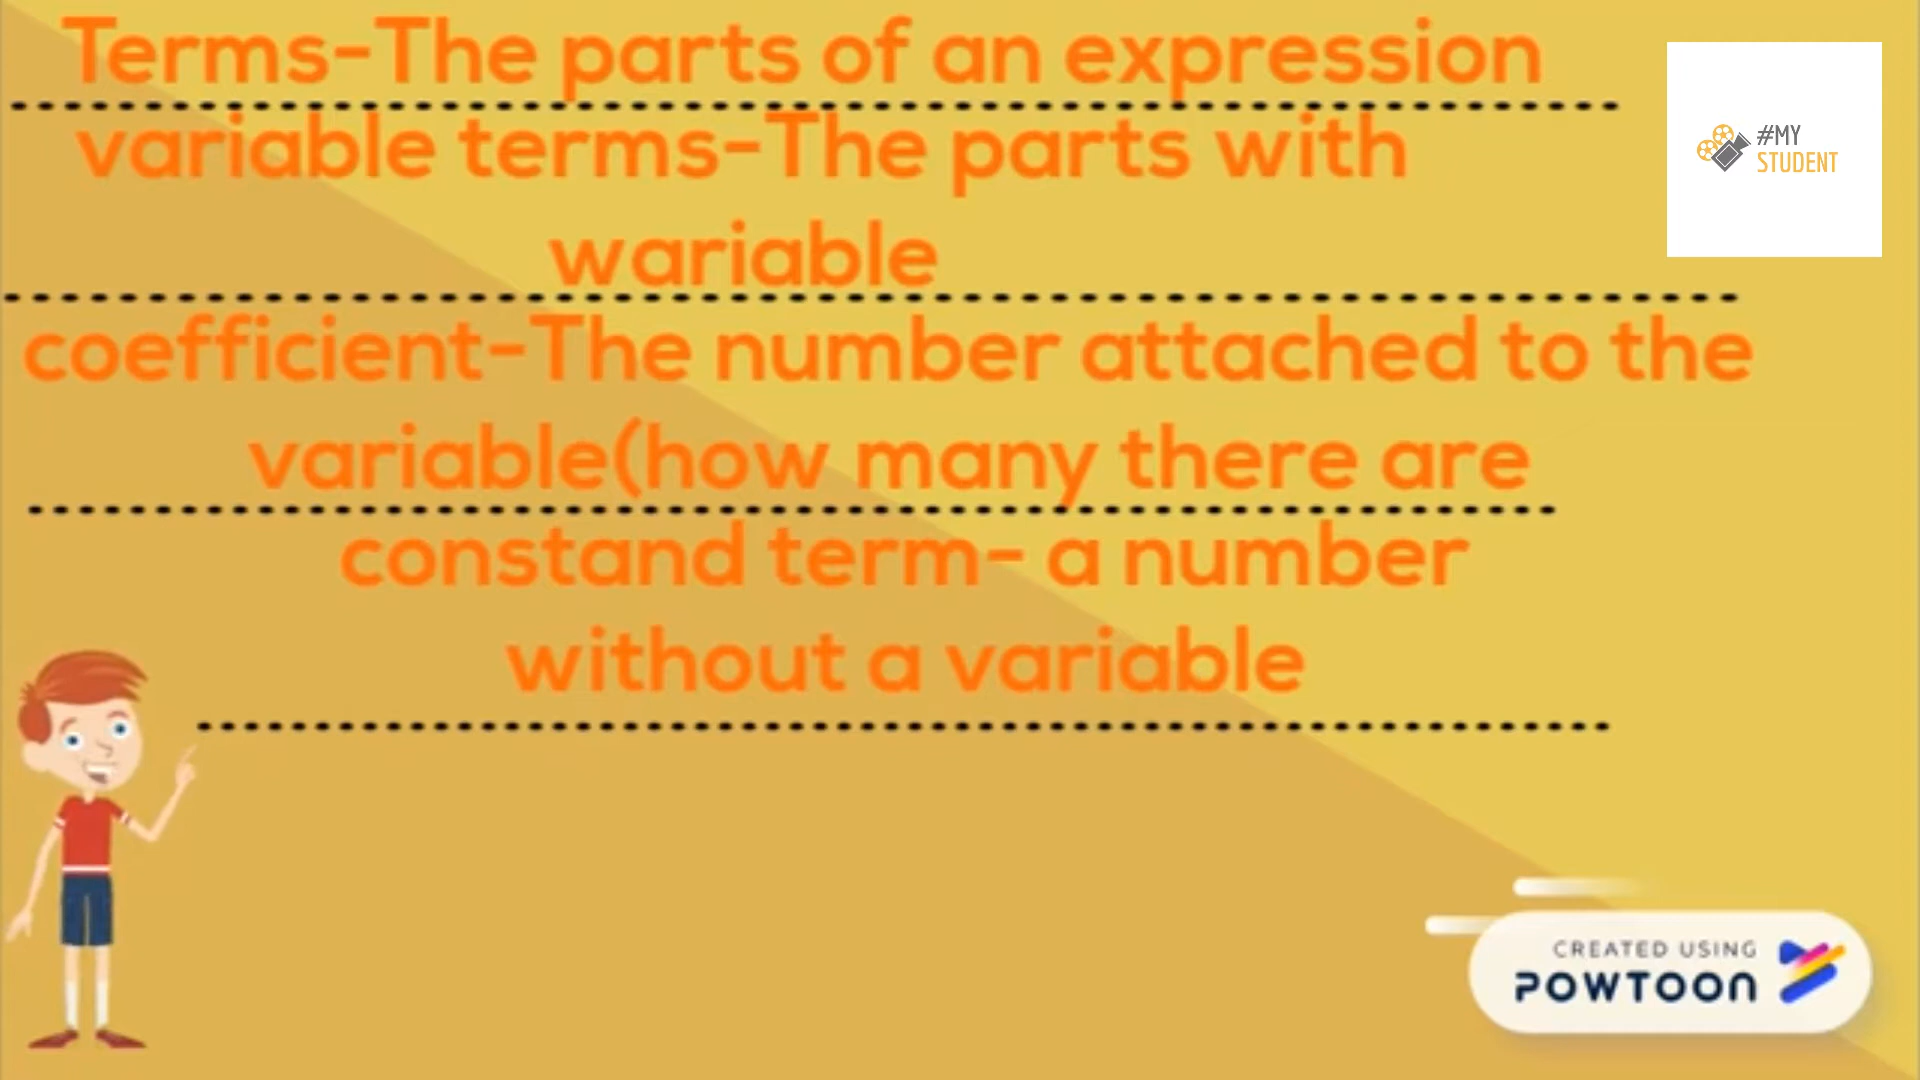 Terms-The parts of an expression
variable terms-The parts with
wariable
coefficient-The number attached to the
variable(how many there are
constand term- a number
without a variable
#MY
STUDENT
CREATED USING
POWTOON